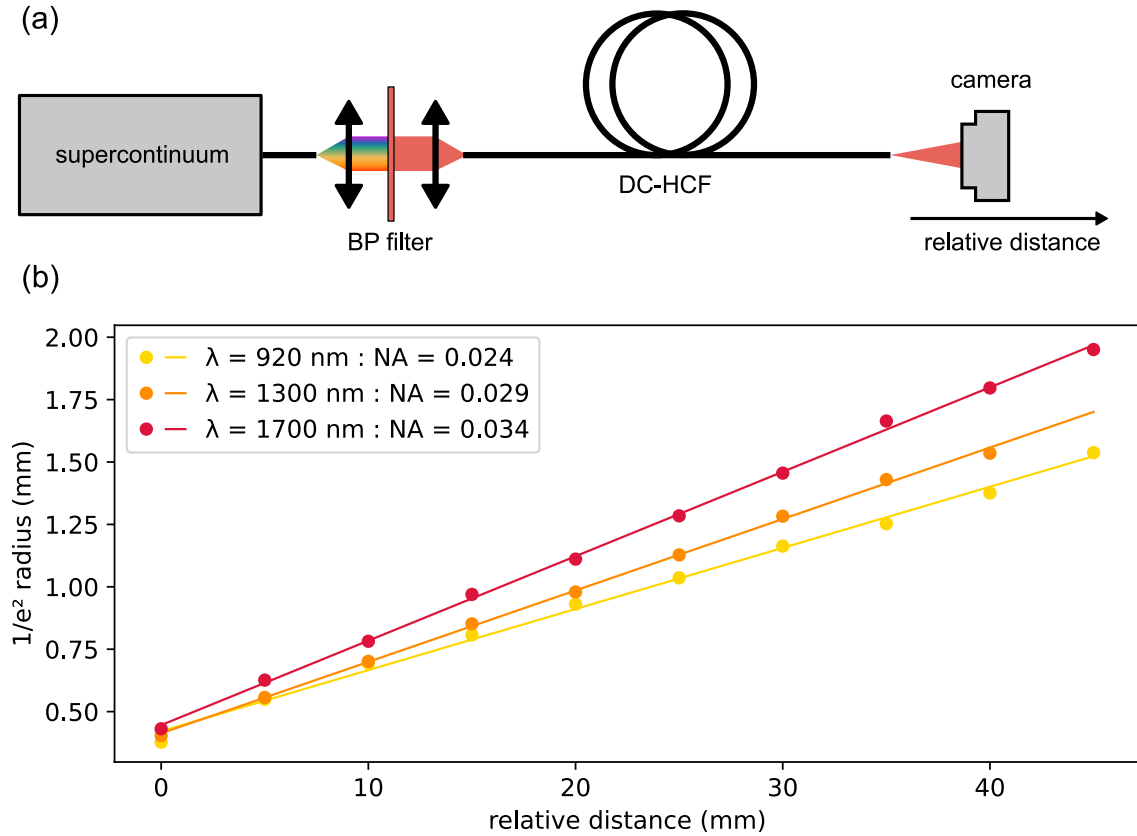 (a)
supercontinuum
BP filter
DC-HCF
camera
relative distance
(b)
1/e² radius (mm)
2.00
1.75
1.50
1.25
1.00
0.75
0.50
λ = 920 nm : NA = 0.024
λ = 1300 nm : NA = 0.029
λ = 1700 nm : NA = 0.034
0 10 20 30 40
relative distance (mm)